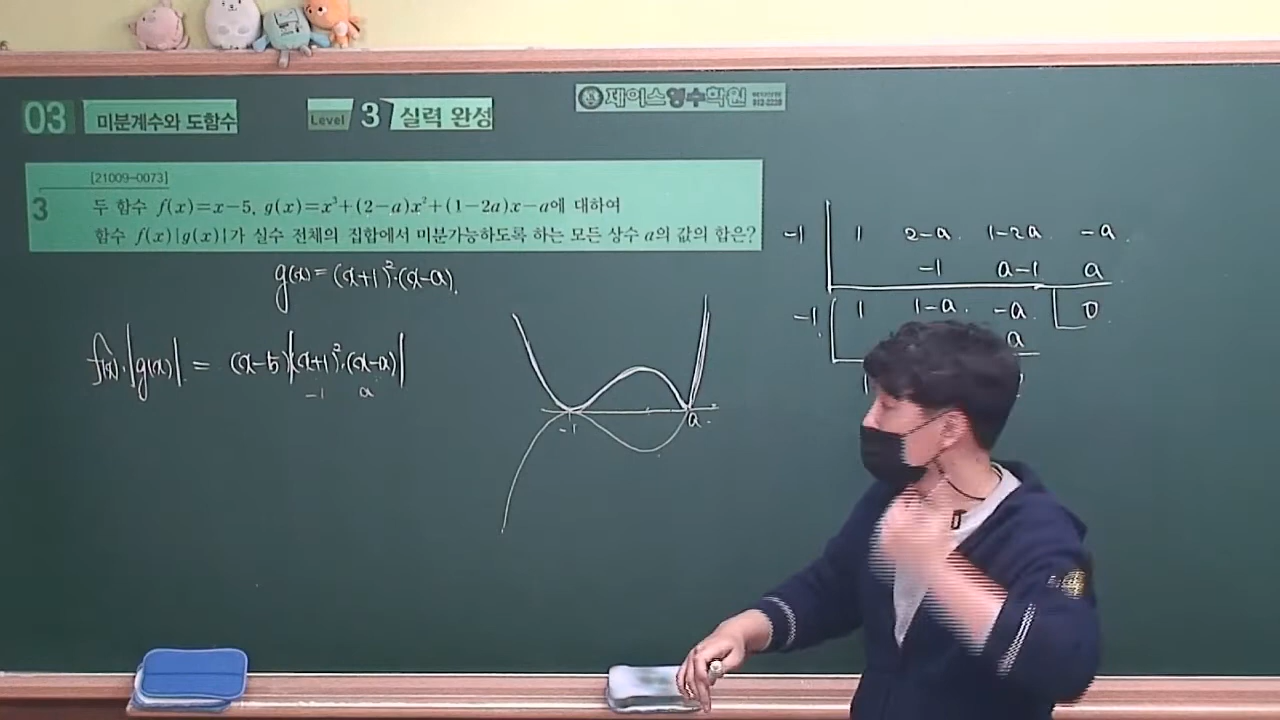 03 미분계수와 도함수 Level 3 실력 완성
제이스영수학원
[21009-0073]
3 두 함수 f(x)=x-5, g(x)=x³+(2-a)x²+(1-2a)x-a에 대하여
함수 f(x)|g(x)|가 실수 전체의 집합에서 미분가능하도록 하는 모든 상수 a의 값의 합은?
g(x)=(x+1)²·(x-a).
f(x)·|g(x)| = (x-5)|(x+1)²·(x-a)|
-1 a
-1 a
-1 1 2-a 1-2a -a
-1 a-1 a
-1 1 1-a -a 0
a